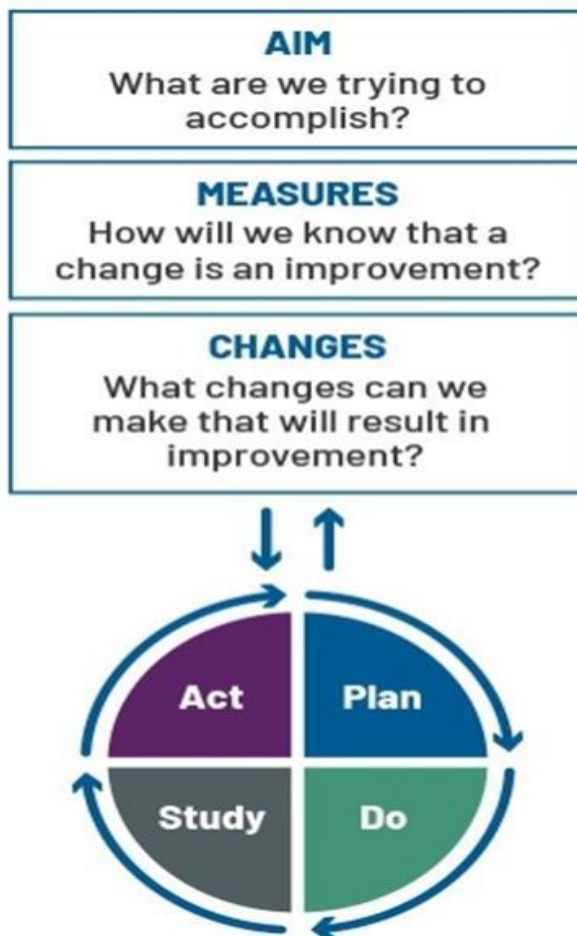 AIM
What are we trying to
accomplish?
MEASURES
How will we know that a
change is an improvement?
CHANGES
What changes can we
make that will result in
improvement?
Act
Plan
Study
Do